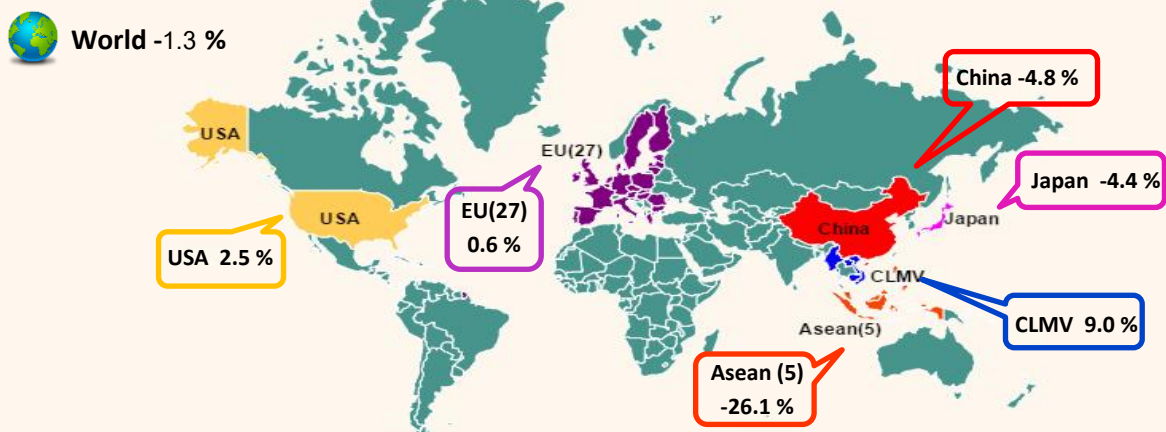 World -1.3 %
China -4.8 %
USA
EU(27)
Japan -4.4 %
EU(27)
0.6 %
USA
Japan
China
USA 2.5 %
CLMV
CLMV 9.0 %
Asean(5)
Asean (5)
-26.1 %